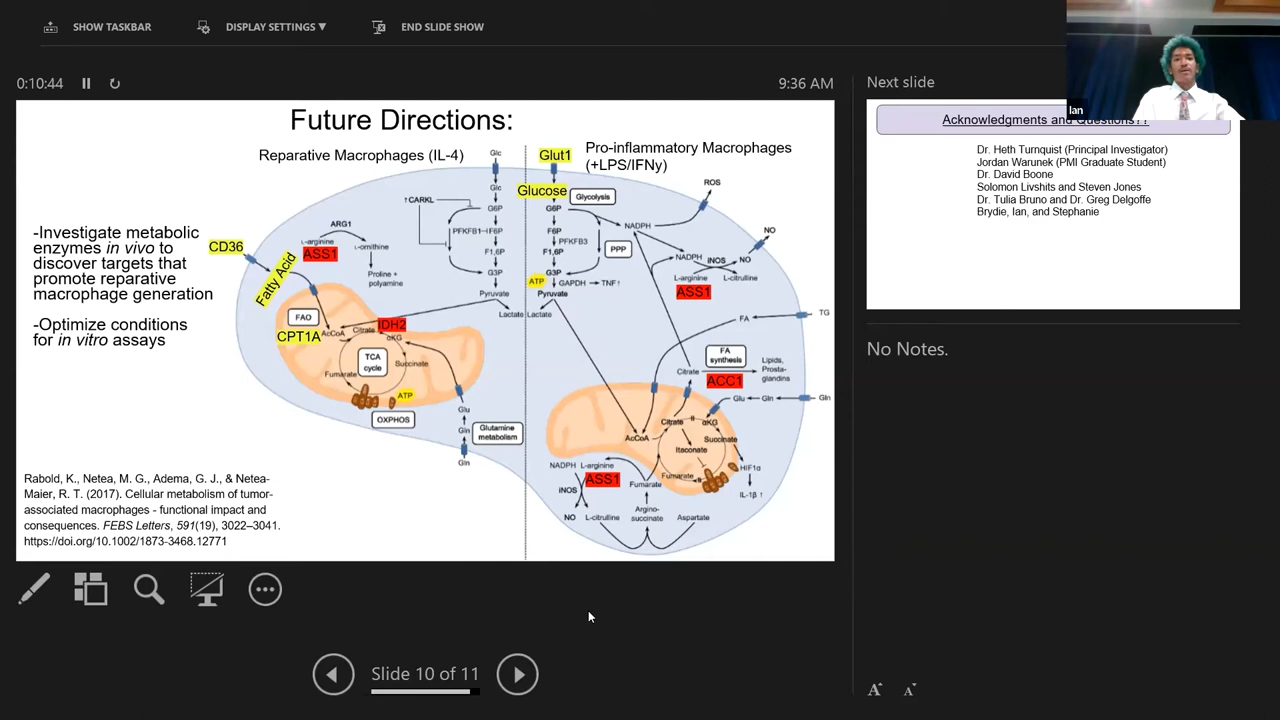 SHOW TASKBAR
DISPLAY SETTINGS ▼
END SLIDE SHOW
0:10:44
9:36 AM
Future Directions:
Reparative Macrophages (IL-4)
Pro-inflammatory Macrophages
(+LPS/IFNy)
-Investigate metabolic
enzymes in vivo to
discover targets that
promote reparative
macrophage generation
-Optimize conditions
for in vitro assays
CD36
Fatty Acid
ARG1
L-arginine
ASS1
L-ornithine
Proline +
polyamine
↑CARKL
Glc
Glc
G6P
PFKFB1
F6P
F1,6P
G3P
Pyruvate
Lactate
FAO
CPT1A
AcCoA
Citrate
IDH2
αKG
TCA
cycle
Succinate
Fumarate
ATP
OXPHOS
Glu
Gln
Gln
Glutamine
metabolism
Glut1
Glucose
Glycolysis
G6P
F6P
PFKFB3
F1,6P
ATP
G3P
GAPDH
TNF↑
Pyruvate
Lactate
PPP
NADPH
ROS
NADPH
iNOS
NO
NO
L-arginine
L-citrulline
ASS1
FA
TG
FA
synthesis
Citrate
Lipids,
Prosta-
glandins
ACC1
Glu
Gln
Gln
Citrate
αKG
AcCoA
Succinate
Itaconate
Fumarate
HIF1α
IL-1β ↑
NADPH
L-arginine
ASS1
Fumarate
iNOS
NO
L-citrulline
Argino-
succinate
Aspartate
Rabold, K., Netea, M. G., Adema, G. J., & Netea-
Maier, R. T. (2017). Cellular metabolism of tumor-
associated macrophages - functional impact and
consequences. FEBS Letters, 591(19), 3022–3041.
https://doi.org/10.1002/1873-3468.12771
Slide 10 of 11
Next slide
Ian
Acknowledgments and Questions??
Dr. Heth Turnquist (Principal Investigator)
Jordan Warunek (PMI Graduate Student)
Dr. David Boone
Solomon Livshits and Steven Jones
Dr. Tulia Bruno and Dr. Greg Delgoffe
Brydie, Ian, and Stephanie
No Notes.
A
A